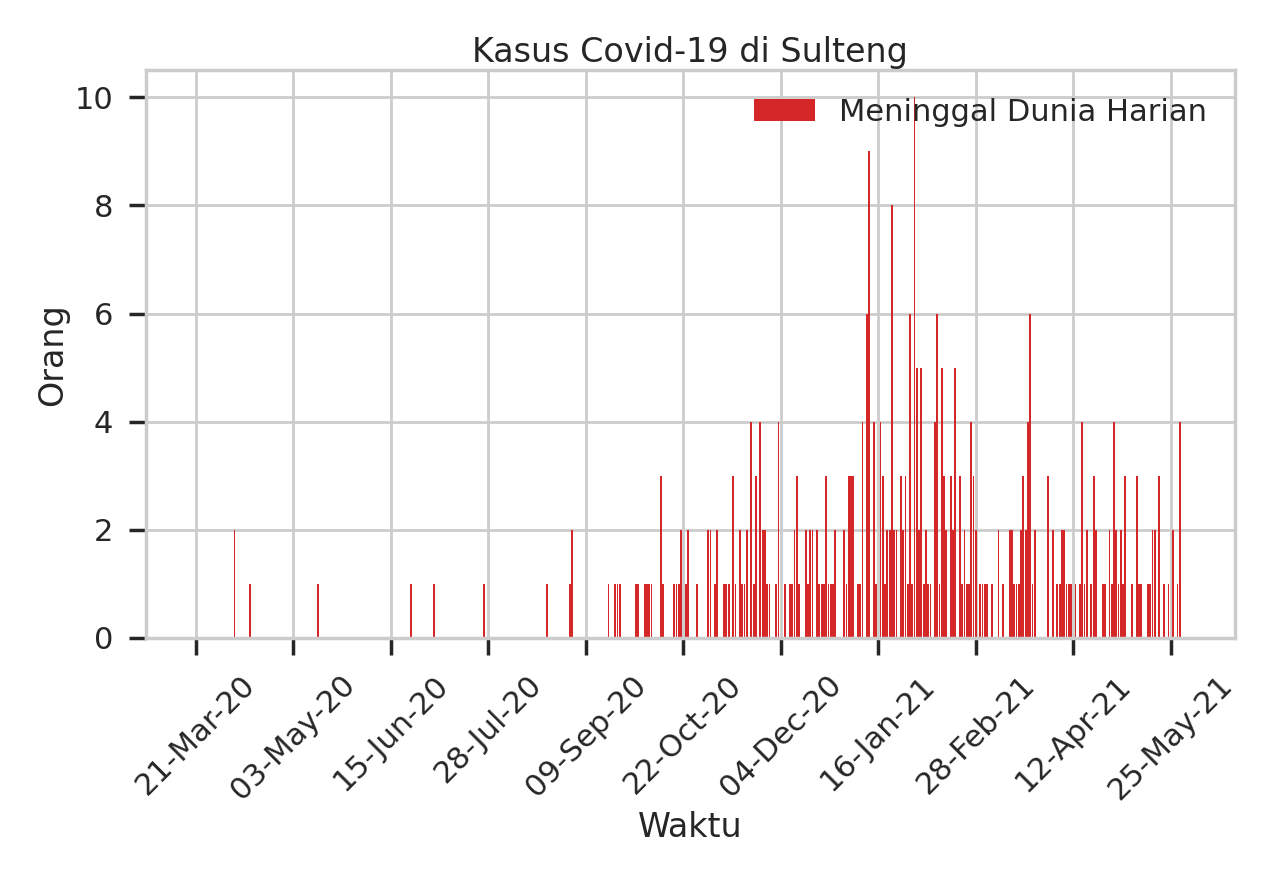 Kasus Covid-19 di Sulteng
Meninggal Dunia Harian
Orang
10
8
6
4
2
0
21-Mar-20
03-May-20
15-Jun-20
28-Jul-20
09-Sep-20
22-Oct-20
04-Dec-20
16-Jan-21
28-Feb-21
12-Apr-21
25-May-21
Waktu